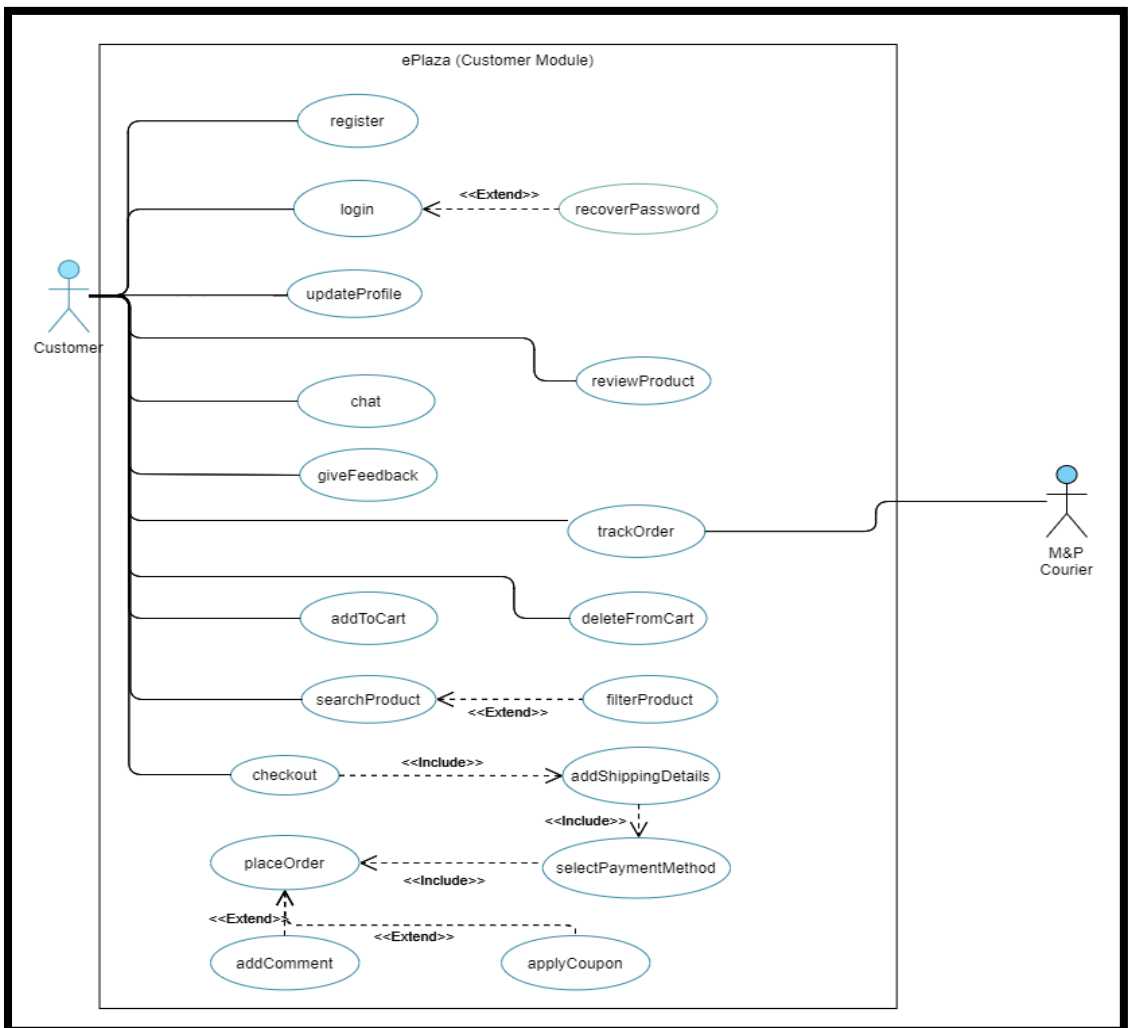 ePlaza (Customer Module)
register
<<Extend>>
login
recoverPassword
updateProfile
Customer
reviewProduct
chat
giveFeedback
trackOrder
M&P
Courier
addToCart
deleteFromCart
searchProduct
filterProduct
<<Extend>>
<<Include>>
checkout
addShippingDetails
<<Include>>
placeOrder
selectPaymentMethod
<<Include>>
<<Extend>>
<<Extend>>
addComment
applyCoupon